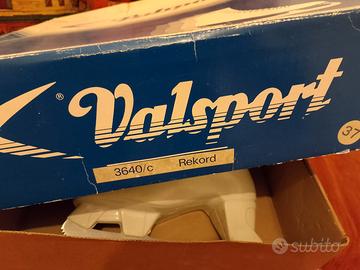 ® Valsport
37
3640/c Rekord
subito